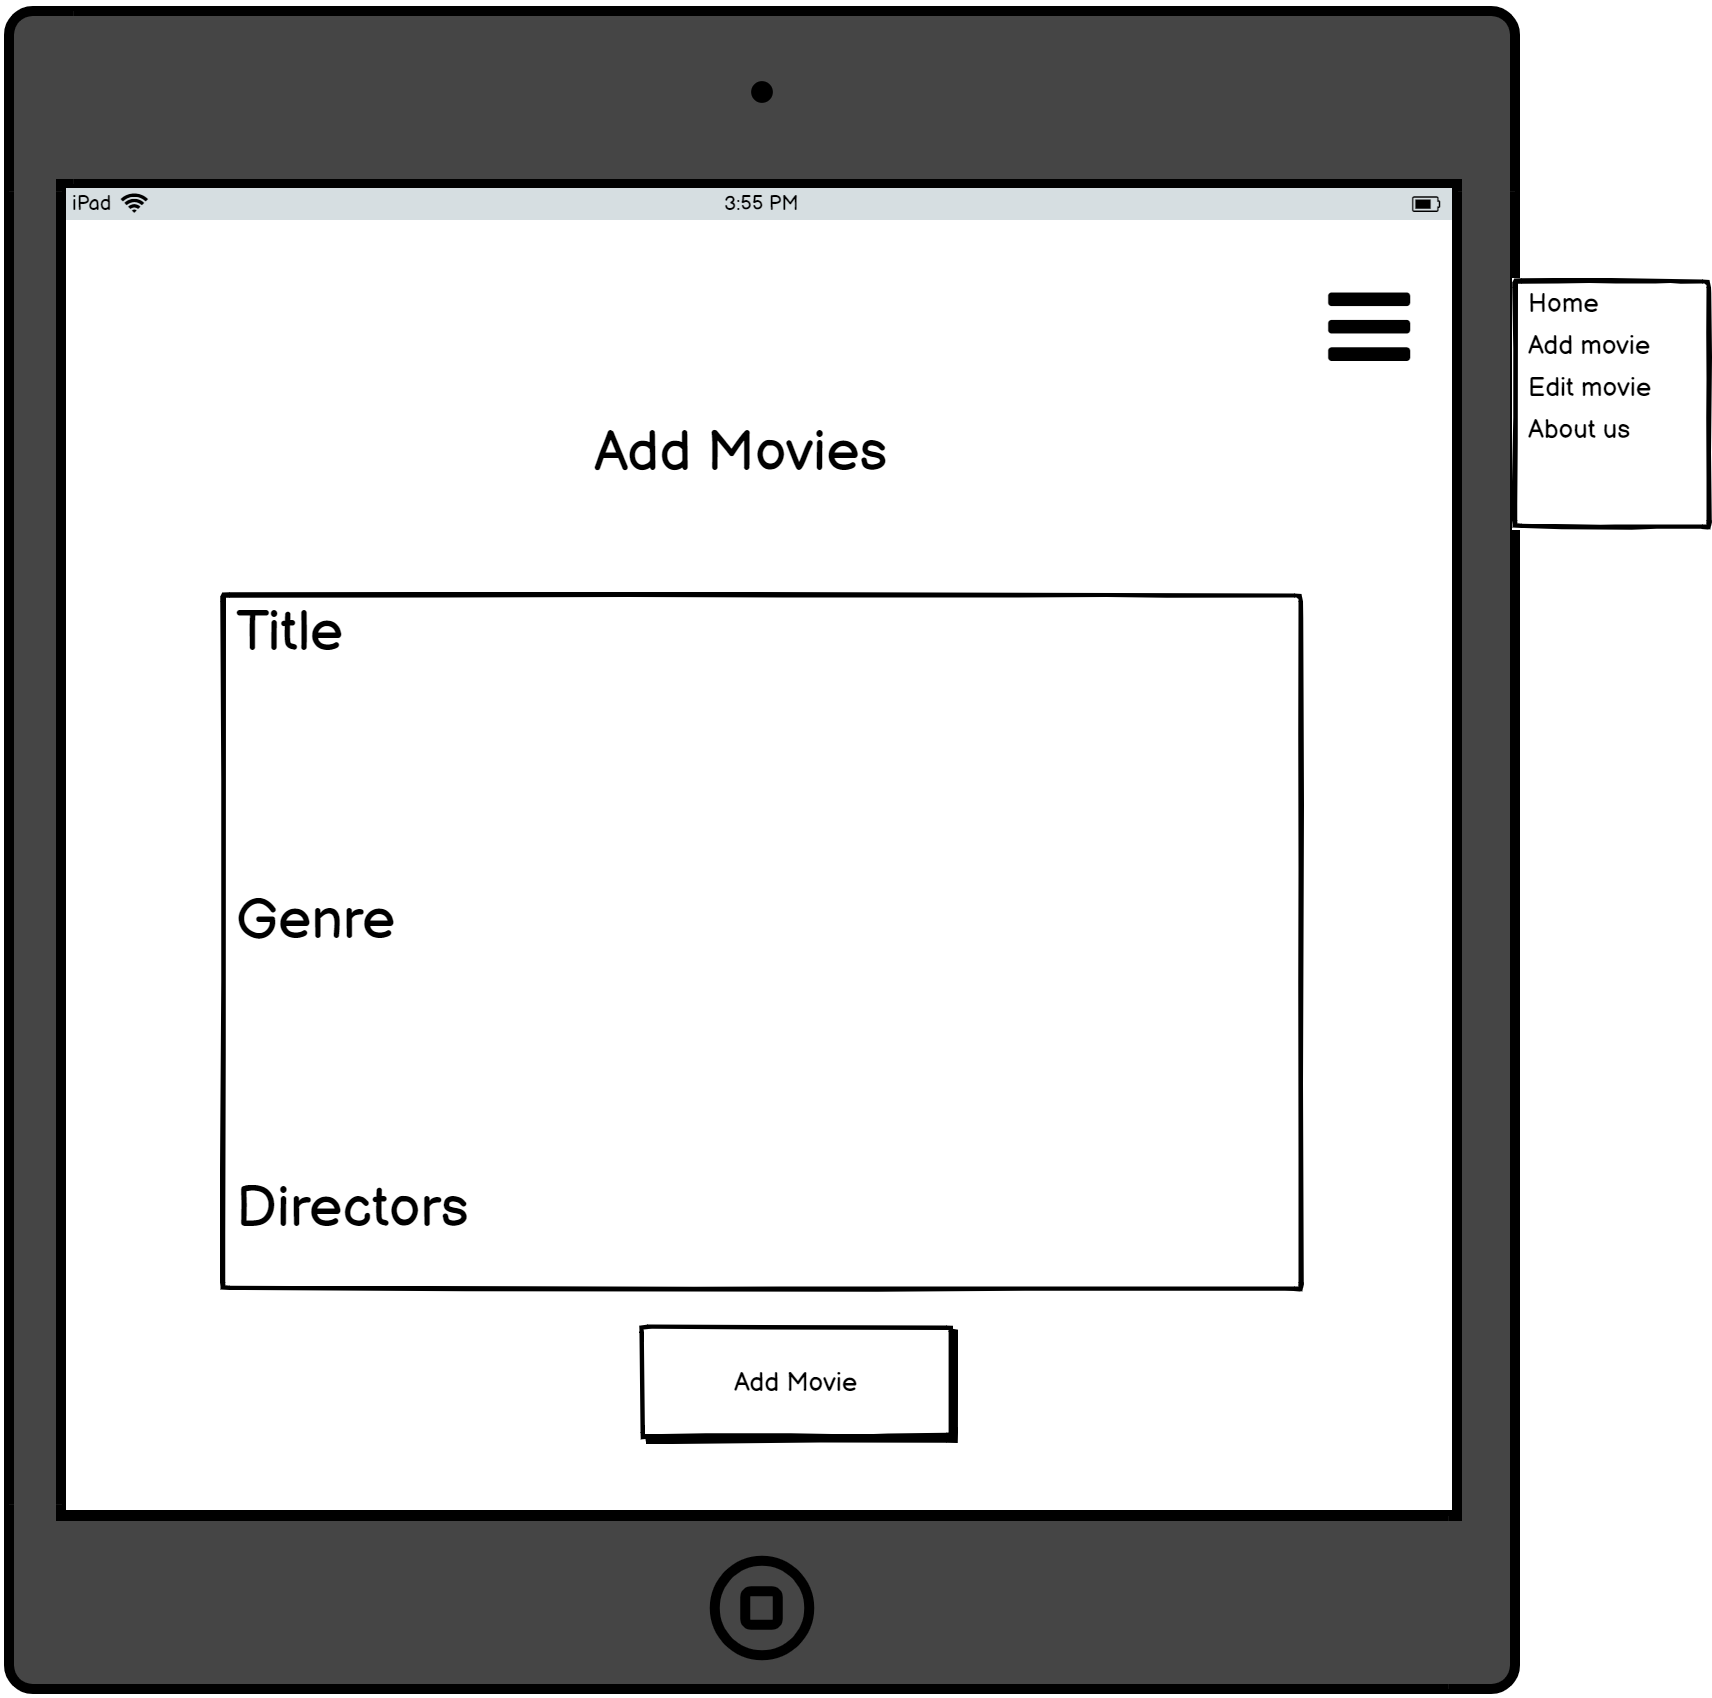 iPad
3:55 PM
Home
Add movie
Edit movie
About us
Add Movies
Title
Genre
Directors
Add Movie